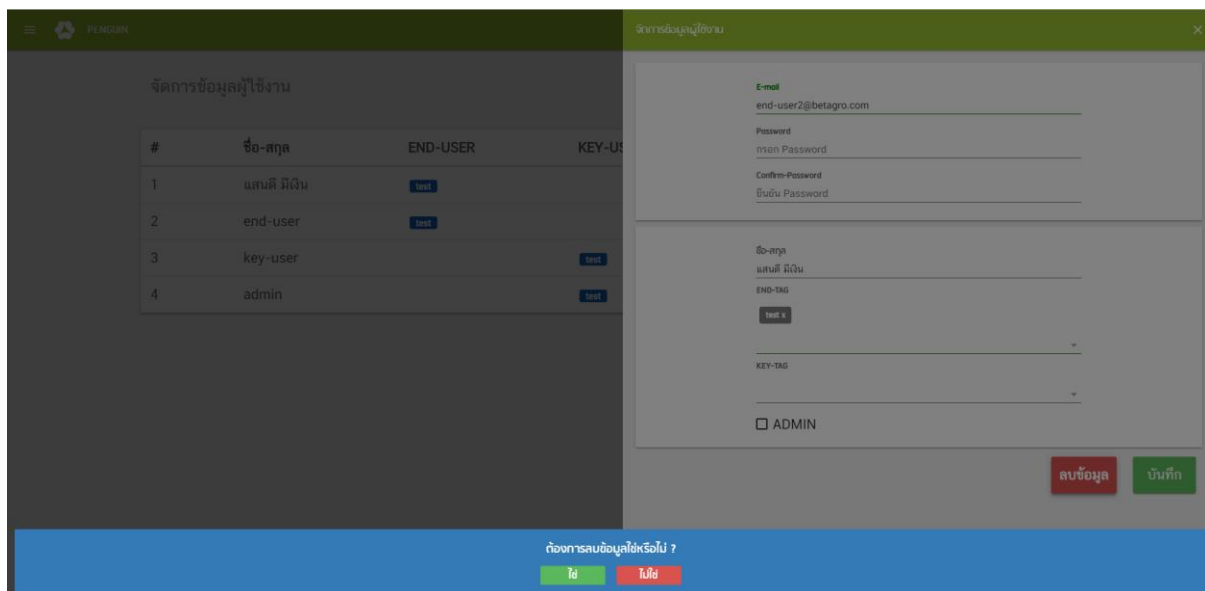 PENGUIN
จัดการข้อมูลผู้ใช้งาน
# ชื่อ-สกุล END-USER KEY-US
1 แสนดี มีเงิน test
2 end-user test
3 key-user test
4 admin test
จัดการข้อมูลผู้ใช้งาน ×
E-mail
end-user2@betagro.com
Password
กรอก Password
Confirm-Password
ยืนยัน Password
ชื่อ-สกุล
แสนดี มีเงิน
END-TAG
test x
KEY-TAG
ADMIN
ลบข้อมูล บันทึก
ต้องการลบข้อมูลใช่หรือไม่ ?
ใช่ ไม่ใช่